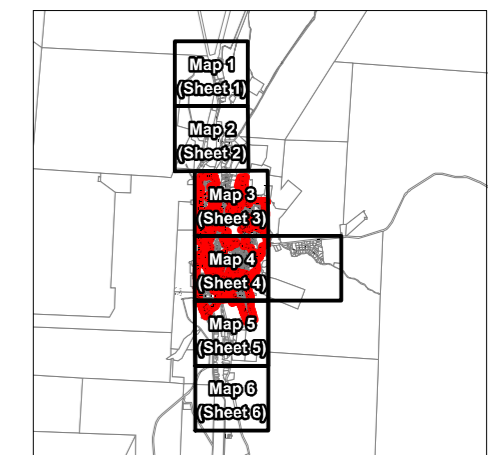 Map 1
(Sheet 1)
Map 2
(Sheet 2)
Map 3
(Sheet 3)
Map 4
(Sheet 4)
Map 5
(Sheet 5)
Map 6
(Sheet 6)